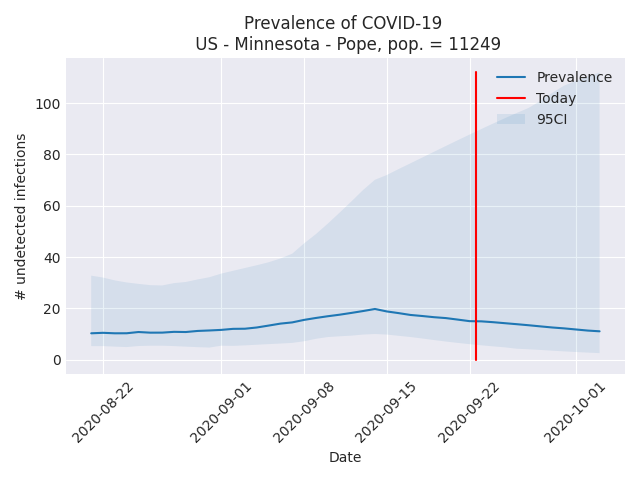 Prevalence of COVID-19
US - Minnesota - Pope, pop. = 11249
Prevalence
Today
95CI
100
80
60
40
20
0
# undetected infections
2020-08-22
2020-09-01
2020-09-08
2020-09-15
2020-09-22
2020-10-01
Date